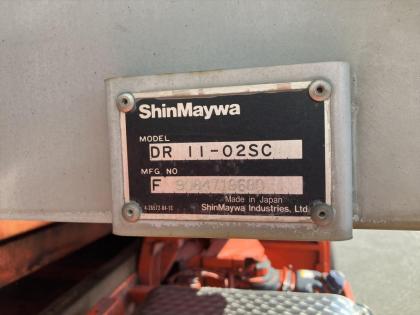 ShinMaywa
MODEL
DR 11-02SC
MFG NO
F
Made in Japan
ShinMaywa Industries, Ltd.